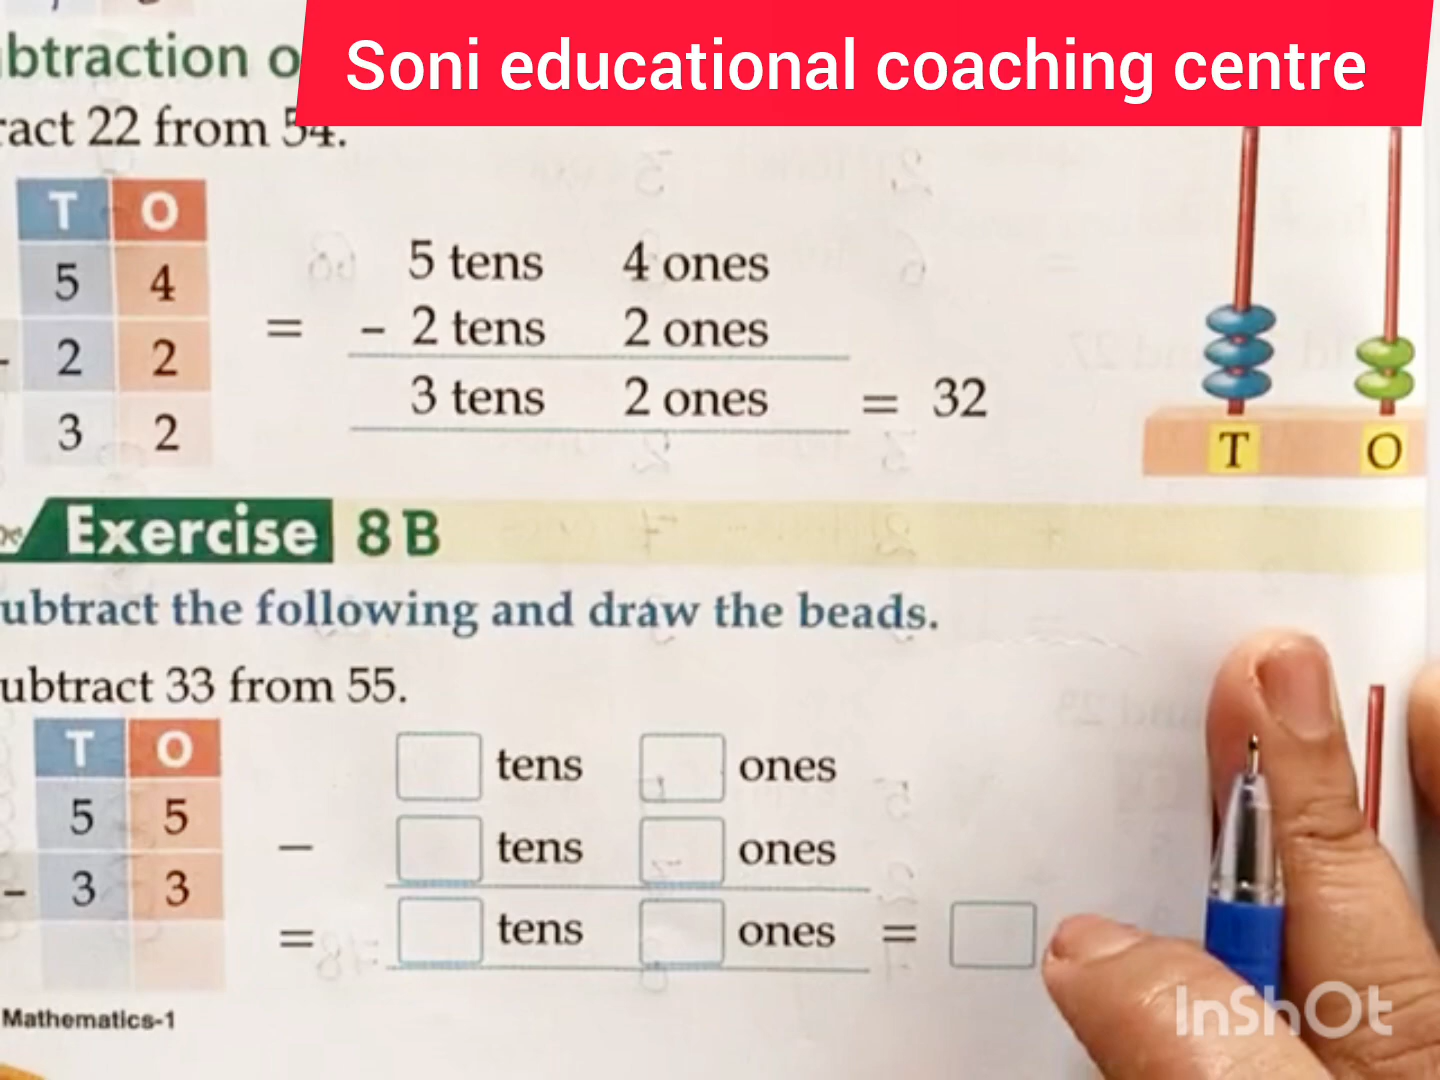 Soni educational coaching centre
btraction o
ract 22 from 54.
T O
5 4 5 tens 4 ones
- 2 2 = - 2 tens 2 ones
3 2 3 tens 2 ones = 32
T O
Exercise 8 B
ubtract the following and draw the beads.
ubtract 33 from 55.
T O
5 5 tens ones
- 3 3 − tens ones
= tens ones =
Mathematics-1
InShOt